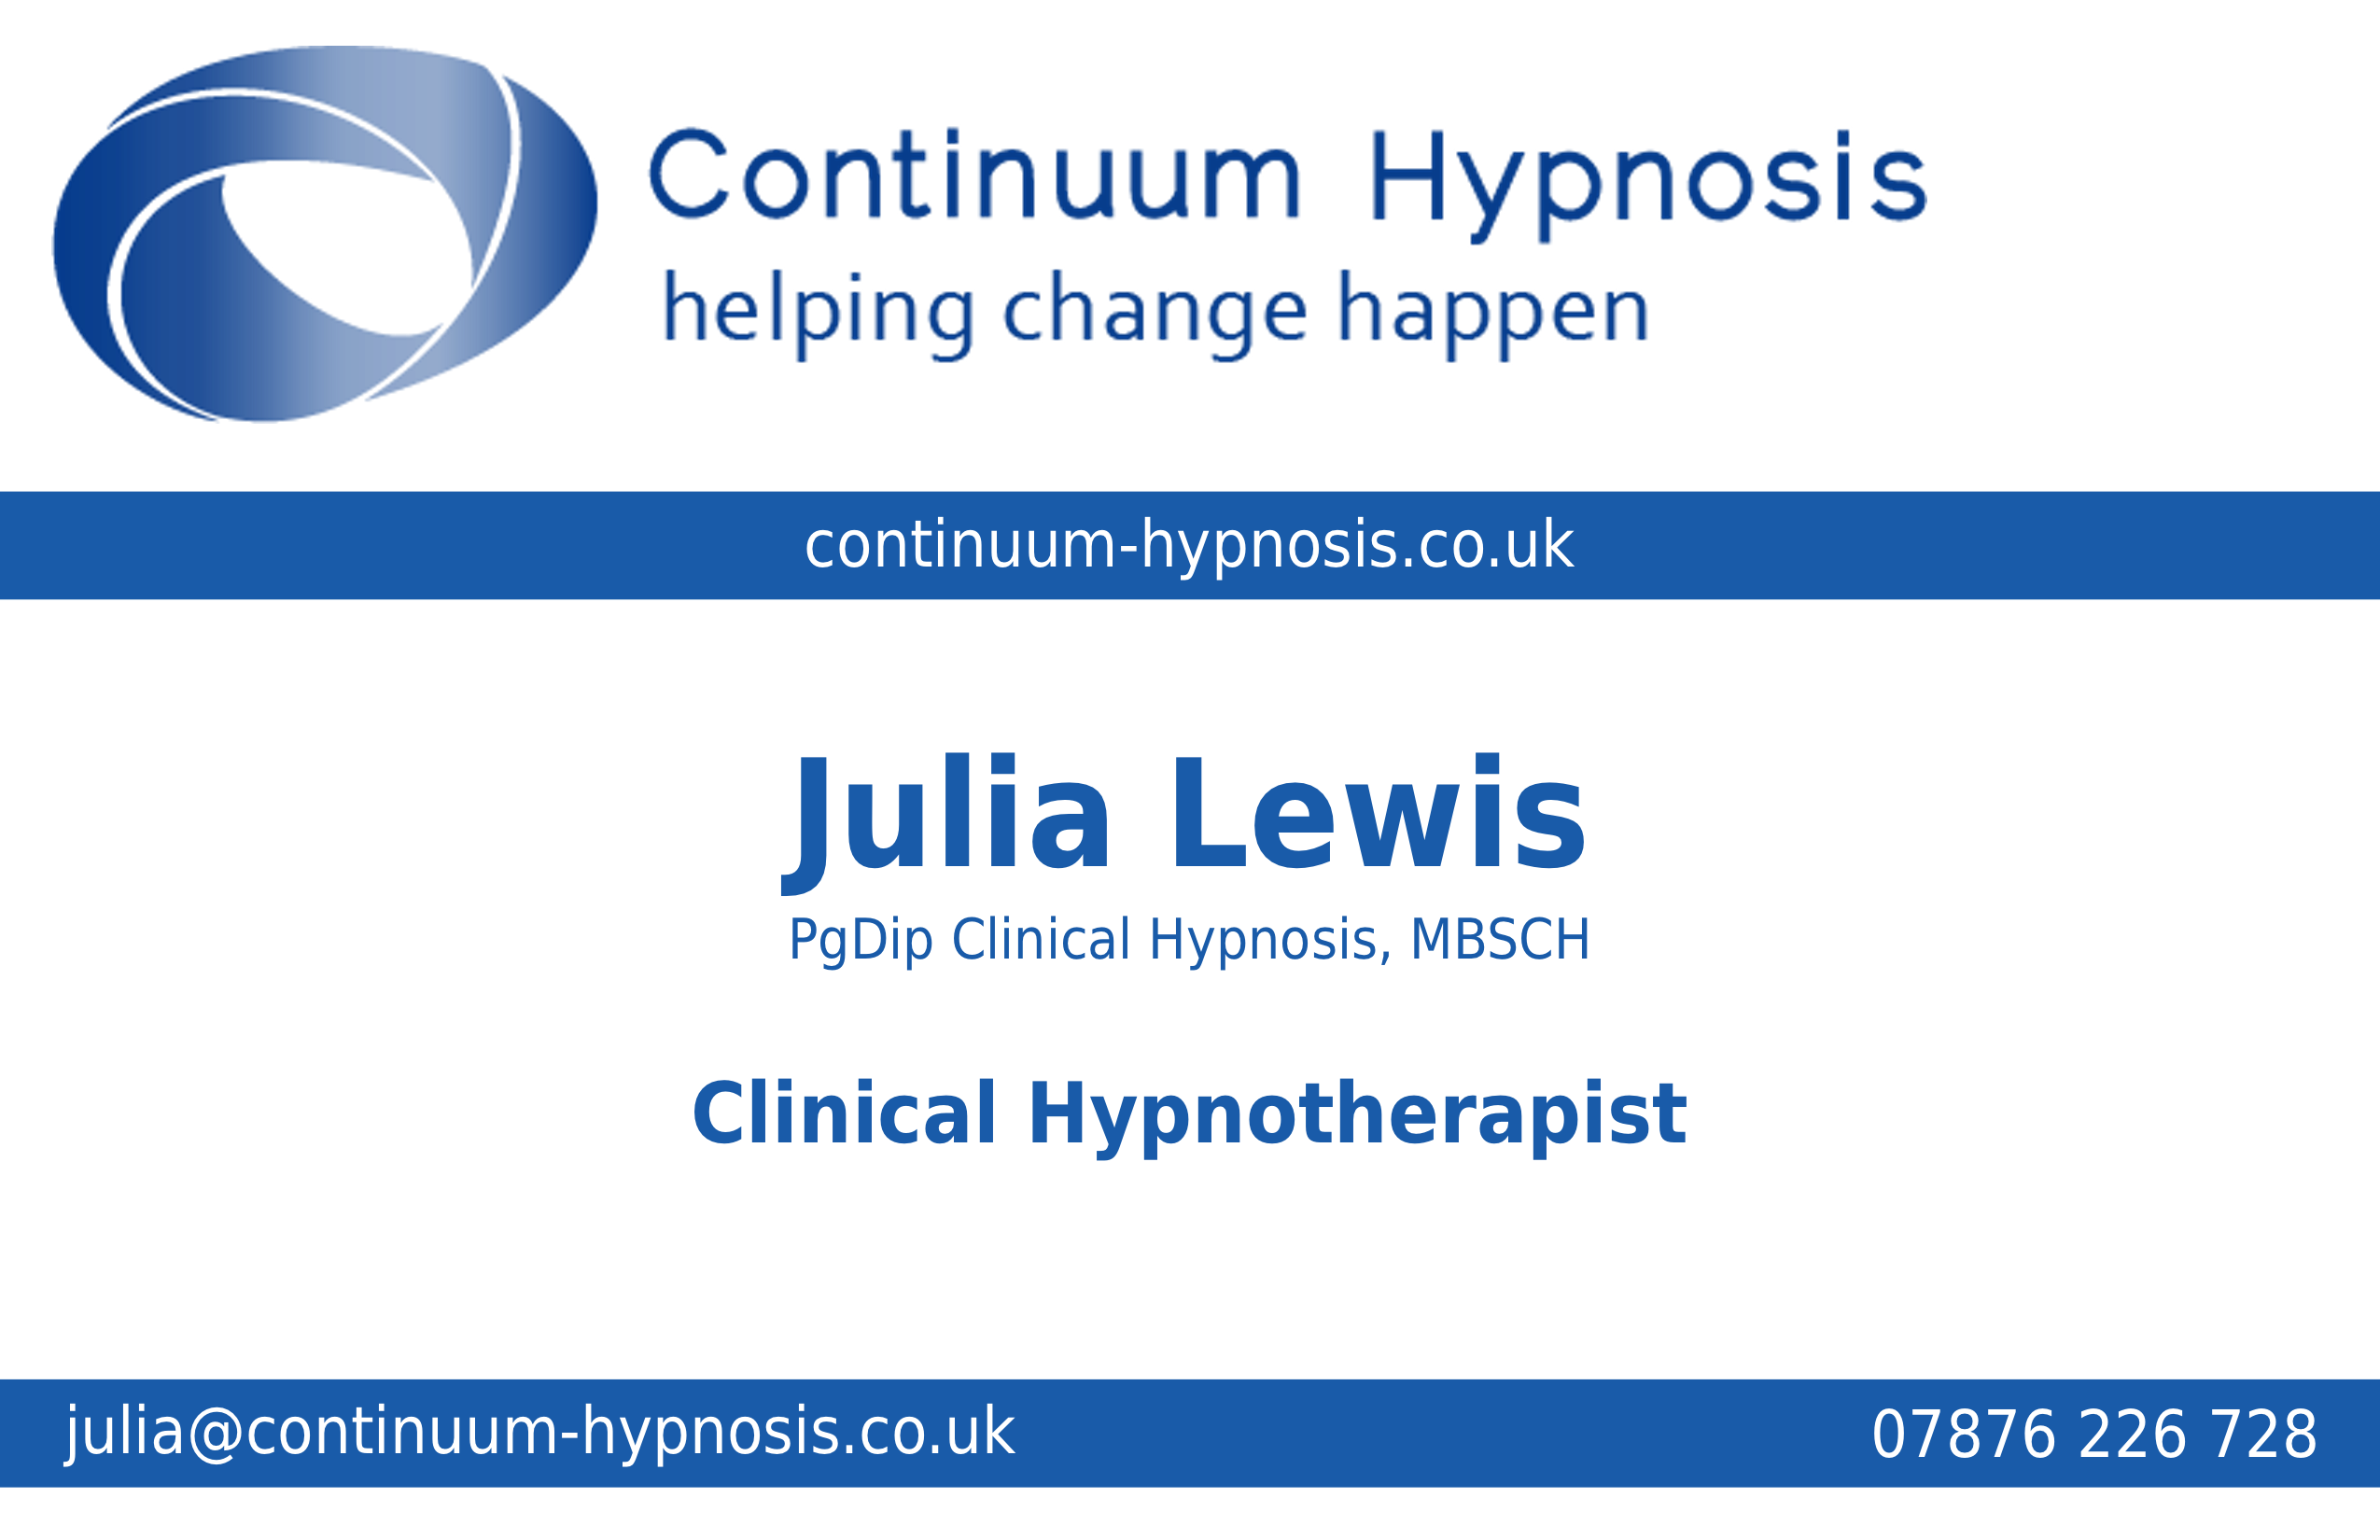 Continuum Hypnosis
helping change happen
continuum-hypnosis.co.uk
Julia Lewis
PgDip Clinical Hypnosis, MBSCH
Clinical Hypnotherapist
julia@continuum-hypnosis.co.uk 07876 226 728